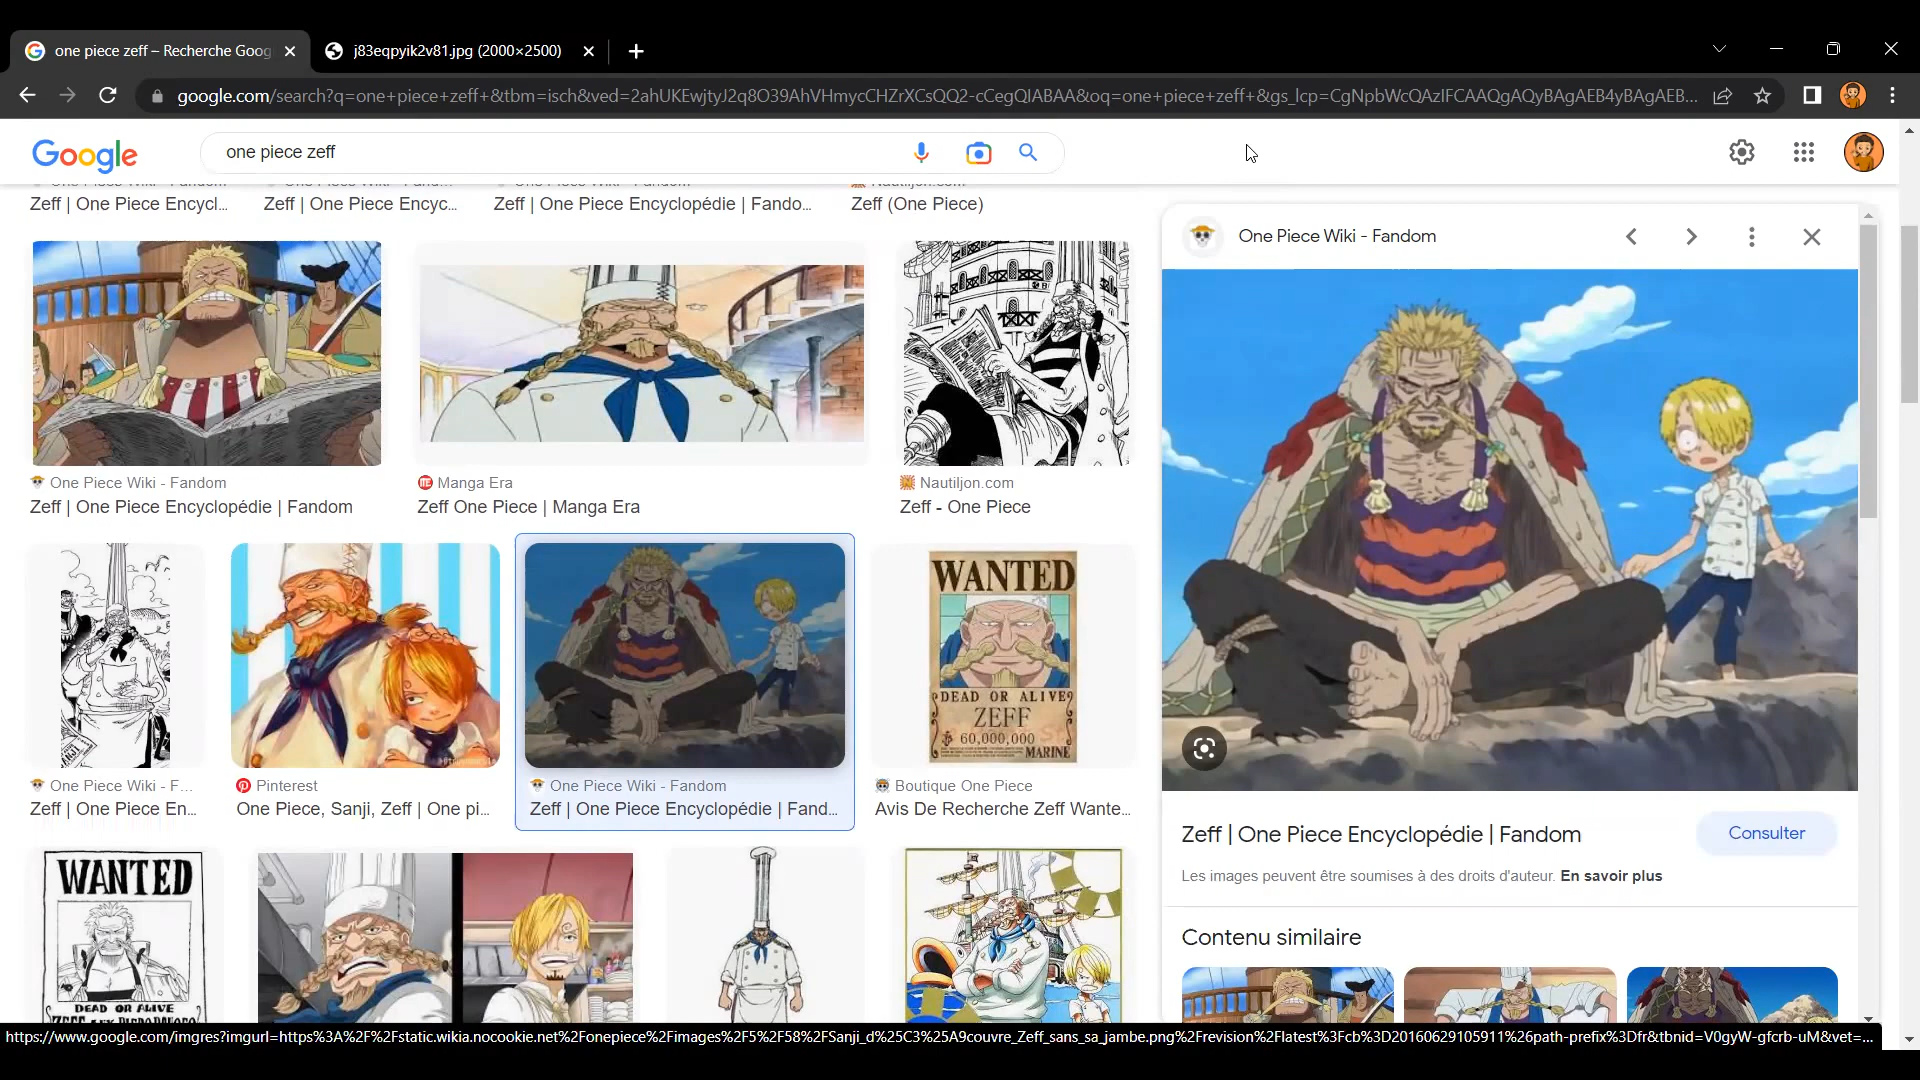 one piece zeff – Recherche Goog
j83eqpyik2v81.jpg (2000×2500)
google.com/search?q=one+piece+zeff+&tbm=isch&ved=2ahUKEwjtyJ2q8O39AhVHmycCHZrXCsQQ2-cCegQIABAA&oq=one+piece+zeff+&gs_lcp=CgNpbWcQAzIFCAAQgAQyBAgAEB4yBAgAEB...
Google
one piece zeff
Zeff | One Piece Encycl...
Zeff | One Piece Encyc...
Zeff | One Piece Encyclopédie | Fando...
Zeff (One Piece)
One Piece Wiki - Fandom
Zeff | One Piece Encyclopédie | Fandom
Manga Era
Zeff One Piece | Manga Era
Nautiljon.com
Zeff - One Piece
One Piece Wiki - F...
Zeff | One Piece En...
Pinterest
One Piece, Sanji, Zeff | One pi...
One Piece Wiki - Fandom
Zeff | One Piece Encyclopédie | Fand...
WANTED
DEAD OR ALIVE
ZEFF
60,000,000
MARINE
Boutique One Piece
Avis De Recherche Zeff Wante...
WANTED
DEAD OR ALIVE
One Piece Wiki - Fandom
Zeff | One Piece Encyclopédie | Fandom
Consulter
Les images peuvent être soumises à des droits d'auteur. En savoir plus
Contenu similaire
https://www.google.com/imgres?imgurl=https%3A%2F%2Fstatic.wikia.nocookie.net%2Fonepiece%2Fimages%2F5%2F58%2FSanji_d%25C3%25A9couvre_Zeff_sans_sa_jambe.png%2Frevision%2Flatest%3Fcb%3D20160629105911%26path-prefix%3Dfr&tbnid=V0gyW-gfcrb-uM&vet=...